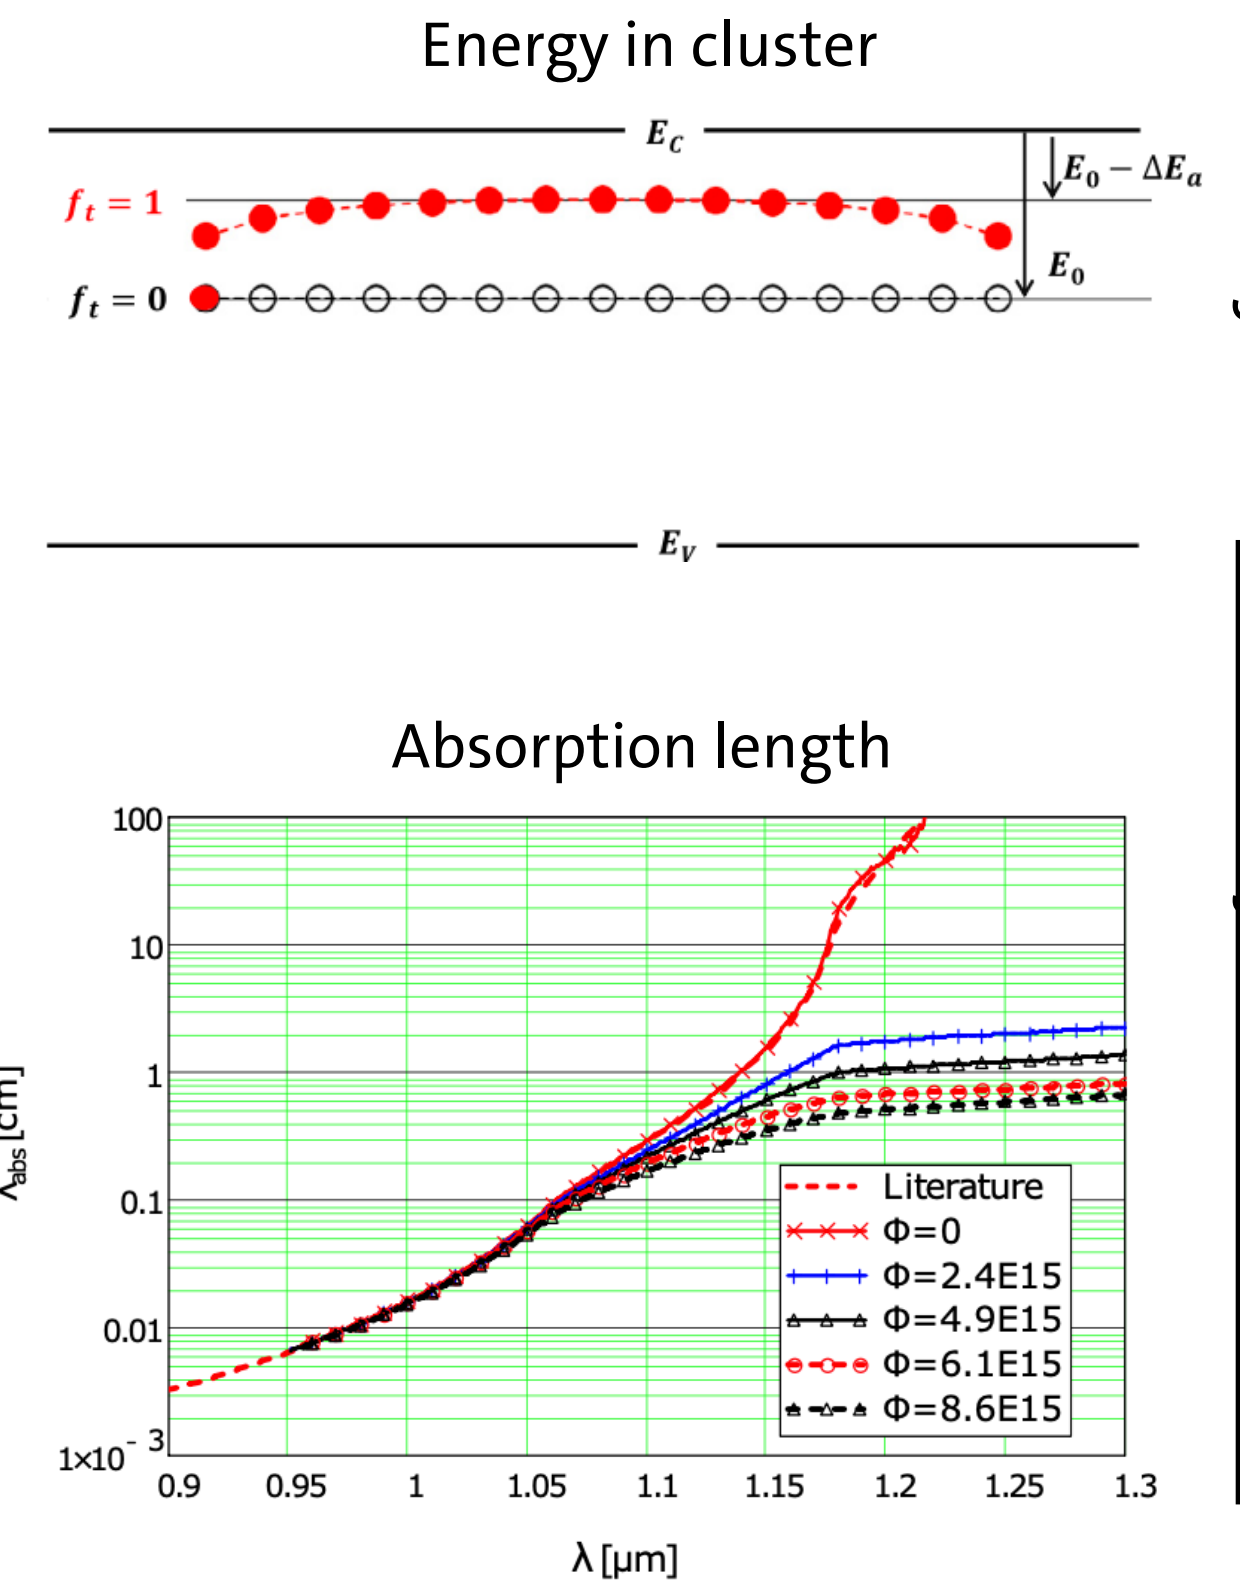 Energy in cluster
E_C
E_0 − ΔE_a
f_t = 1
E_0
f_t = 0
E_V
Absorption length
100
10
1
0.1
0.01
1×10^- 3
λabs [cm]
Literature
Φ=0
Φ=2.4E15
Φ=4.9E15
Φ=6.1E15
Φ=8.6E15
0.9 0.95 1 1.05 1.1 1.15 1.2 1.25 1.3
λ [µm]